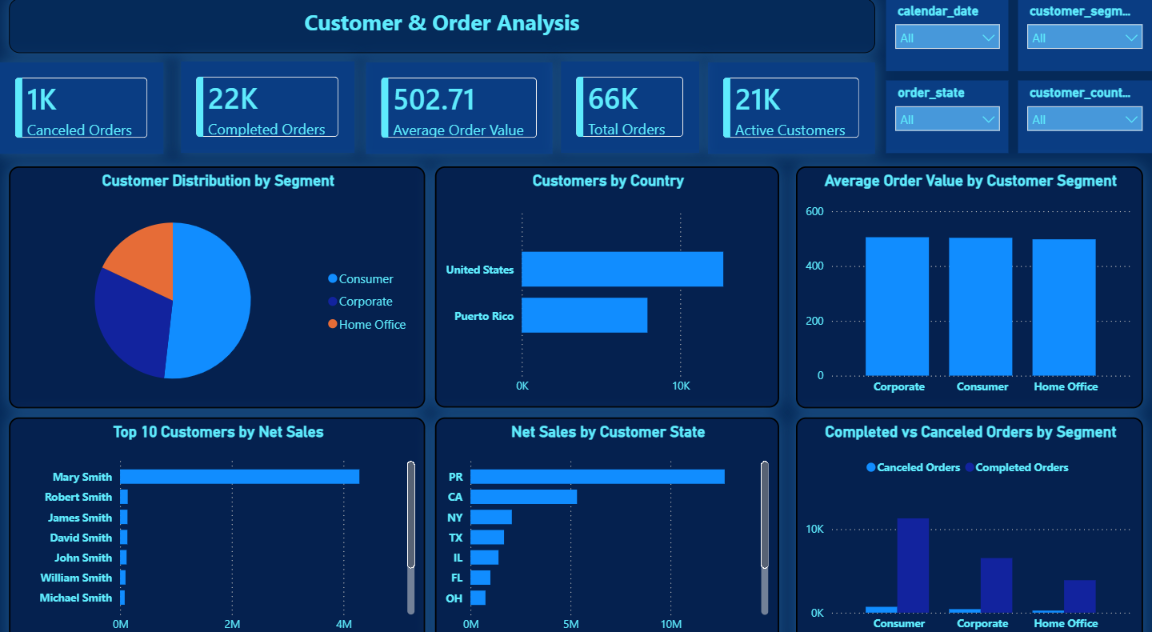 Customer & Order Analysis
calendar_date
All
customer_segm...
All
order_state
All
customer_count...
All
1K
Canceled Orders
22K
Completed Orders
502.71
Average Order Value
66K
Total Orders
21K
Active Customers
Customer Distribution by Segment
Consumer
Corporate
Home Office
Customers by Country
United States
Puerto Rico
0K 10K
Average Order Value by Customer Segment
600
400
200
0
Corporate Consumer Home Office
Top 10 Customers by Net Sales
Mary Smith
Robert Smith
James Smith
David Smith
John Smith
William Smith
Michael Smith
0M 2M 4M
Net Sales by Customer State
PR
CA
NY
TX
IL
FL
OH
0M 5M 10M
Completed vs Canceled Orders by Segment
Canceled Orders Completed Orders
10K
0K
Consumer Corporate Home Office